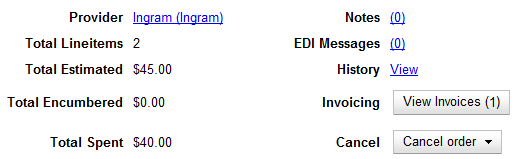 Provider Ingram (Ingram) Notes (0)
Total Lineitems 2 EDI Messages (0)
Total Estimated $45.00 History View
Total Encumbered $0.00 Invoicing View Invoices (1)
Total Spent $40.00 Cancel Cancel order